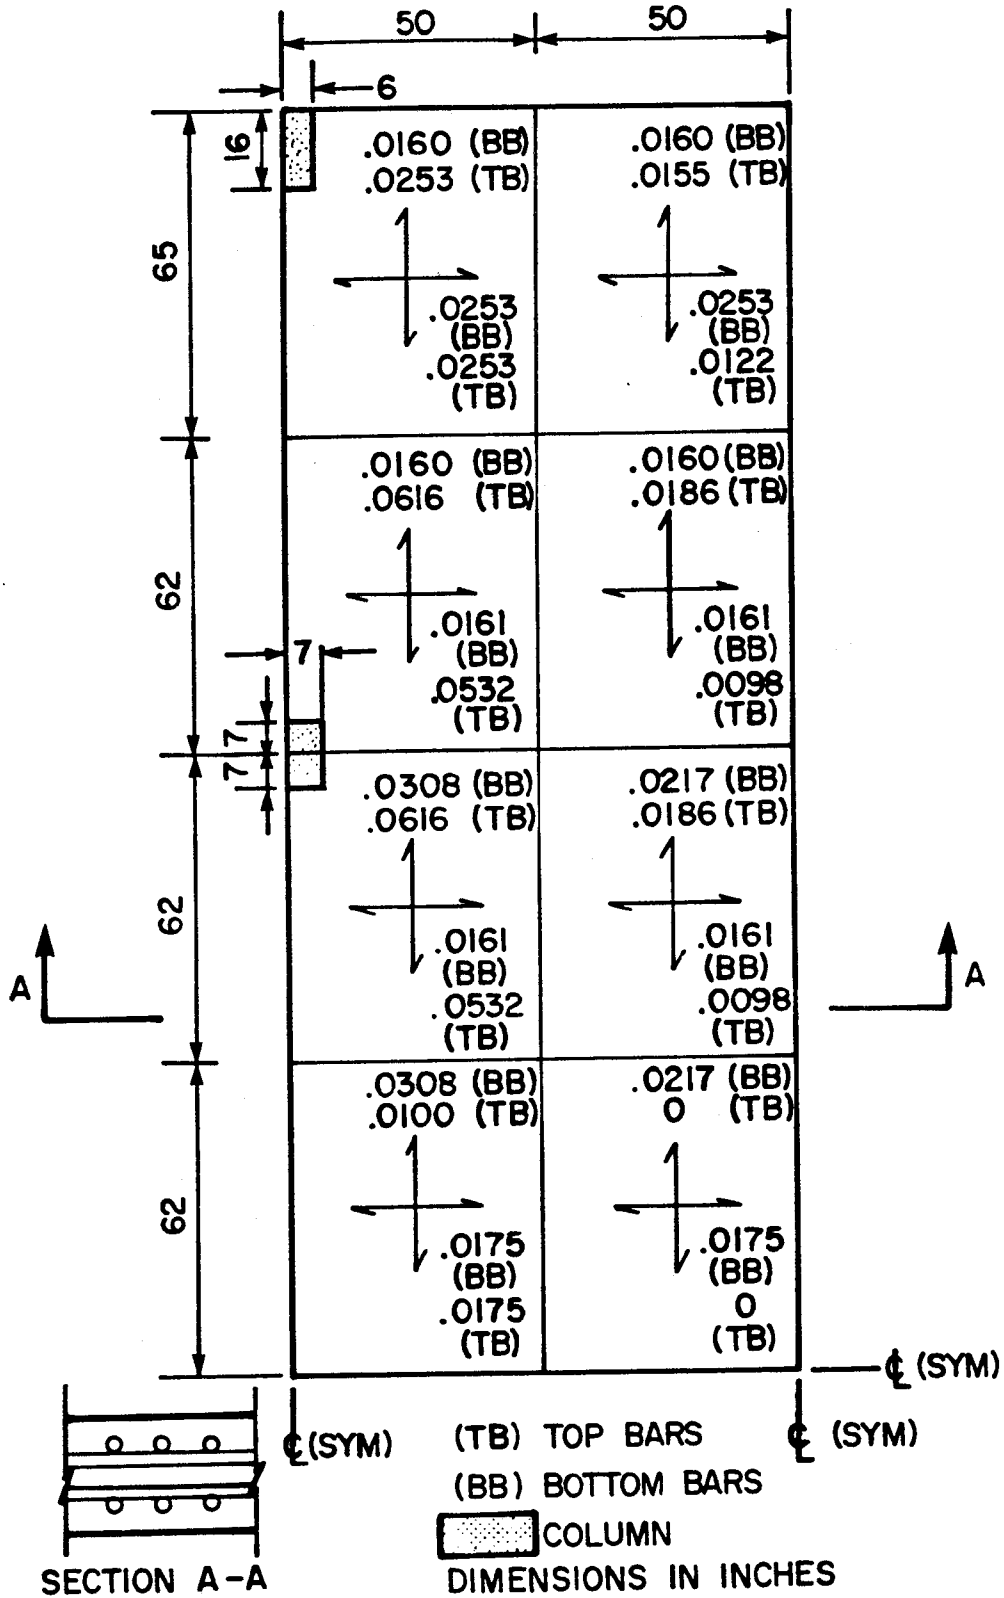 50 50
6
16
.0160 (BB) .0160 (BB)
.0253 (TB) .0155 (TB)
65
.0253 .0253
(BB) (BB)
.0253 .0122
(TB) (TB)
.0160 (BB) .0160 (BB)
.0616 (TB) .0186 (TB)
62
.0161 .0161
(BB) (BB)
7
.0532 .0098
(TB) (TB)
7
7
.0308 (BB) .0217 (BB)
.0616 (TB) .0186 (TB)
62
.0161 .0161
(BB) (BB)
A A
.0532 .0098
(TB) (TB)
.0308 (BB) .0217 (BB)
.0100 (TB) 0 (TB)
62
.0175 .0175
(BB) (BB)
.0175 0
(TB) (TB)
℄ (SYM)
℄ (SYM) ℄ (SYM)
(TB) TOP BARS
(BB) BOTTOM BARS
COLUMN
SECTION A-A
DIMENSIONS IN INCHES